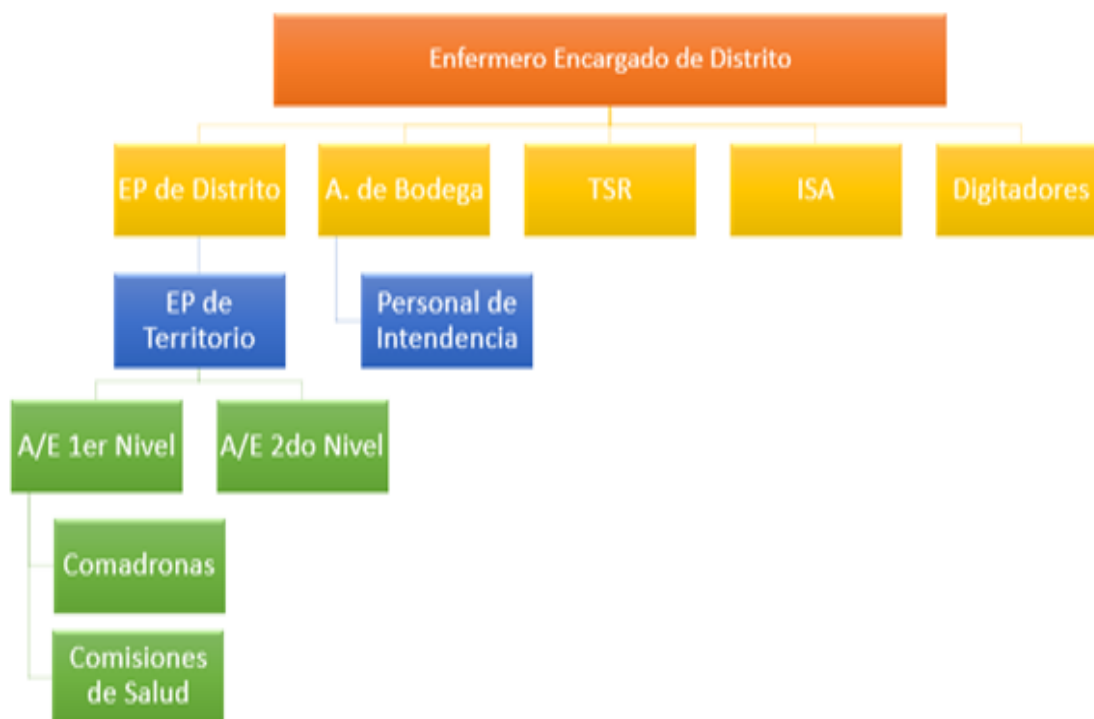 Enfermero Encargado de Distrito
EP de Distrito
A. de Bodega
TSR
ISA
Digitadores
EP de
Territorio
Personal de
Intendencia
A/E 1er Nivel
A/E 2do Nivel
Comadronas
Comisiones
de Salud